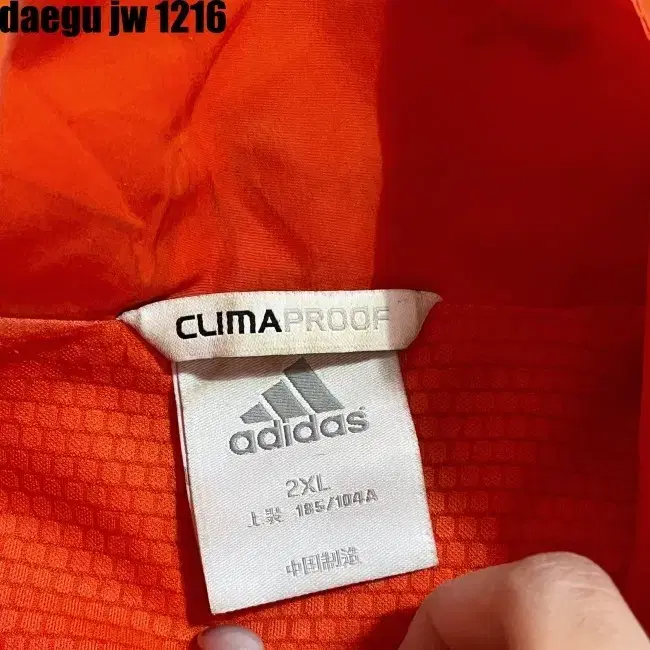 daegu jw 1216
CLIMAPROOF
adidas
2XL
上装 185/104A
中国制造